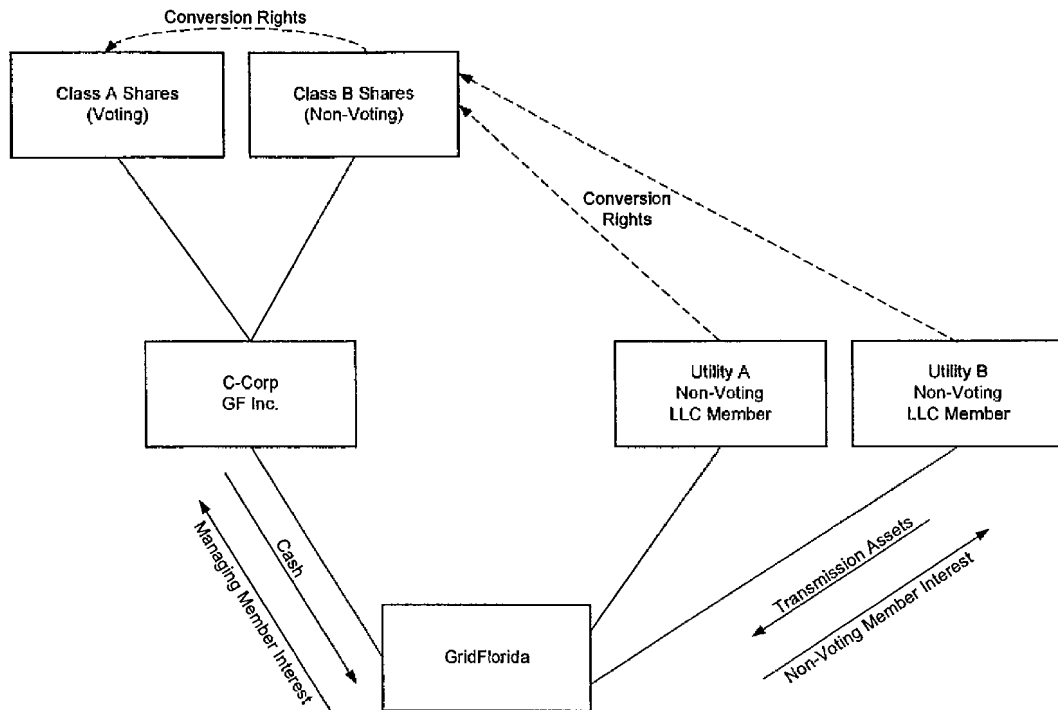 Conversion Rights
Class A Shares
(Voting)
Class B Shares
(Non-Voting)
Conversion
Rights
C-Corp
GF Inc.
Utility A
Non-Voting
LLC Member
Utility B
Non-Voting
LLC Member
Managing Member Interest
Cash
Transmission Assets
Non-Voting Member Interest
GridFlorida